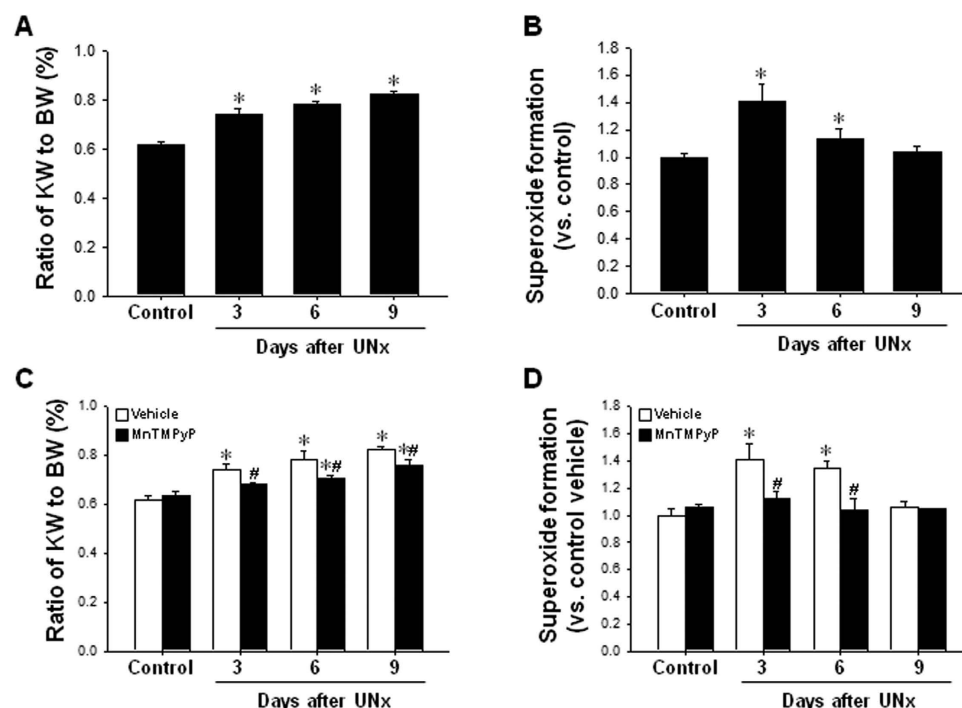 A
Ratio of KW to BW (%)
1.0
0.8
0.6
0.4
0.2
0.0
*
*
*
Control
3
6
9
Days after UNx
B
Superoxide formation
(vs. control)
1.8
1.6
1.4
1.2
1.0
0.8
0.6
0.4
0.2
0.0
*
*
Control
3
6
9
Days after UNx
C
Vehicle
MnTMPyP
Ratio of KW to BW (%)
1.0
0.8
0.6
0.4
0.2
0.0
*
#
*
*#
*
*#
Control
3
6
9
Days after UNx
D
Vehicle
MnTMPyP
Superoxide formation
(vs. control vehicle)
1.8
1.6
1.4
1.2
1.0
0.8
0.6
0.4
0.2
0.0
*
#
*
#
Control
3
6
9
Days after UNx